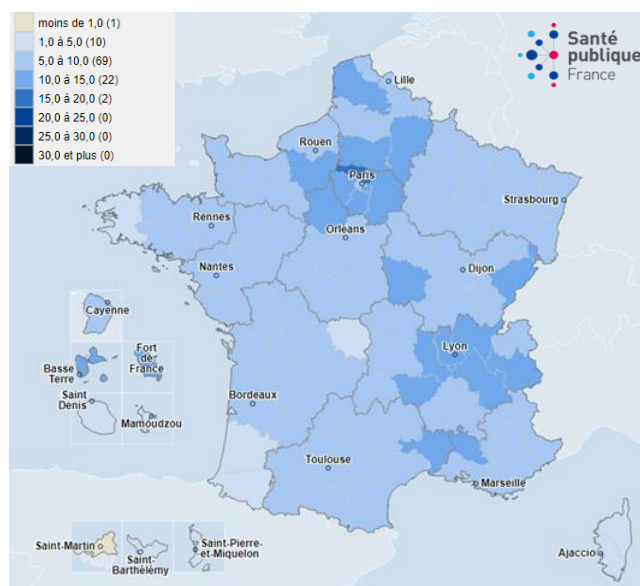 moins de 1,0 (1)
1,0 à 5,0 (10)
5,0 à 10,0 (69)
10,0 à 15,0 (22)
15,0 à 20,0 (2)
20,0 à 25,0 (0)
25,0 à 30,0 (0)
30,0 et plus (0)
Santé
publique
France
Lille
Rouen
Paris
Strasbourg
Rennes
Orléans
Nantes
Dijon
Cayenne
Basse
Terre
Fort
de
France
Lyon
Saint
Denis
Mamoudzou
Bordeaux
Toulouse
Marseille
Saint-Martin
Saint-
Barthélémy
Saint-Pierre-
et-Miquelon
Ajaccio